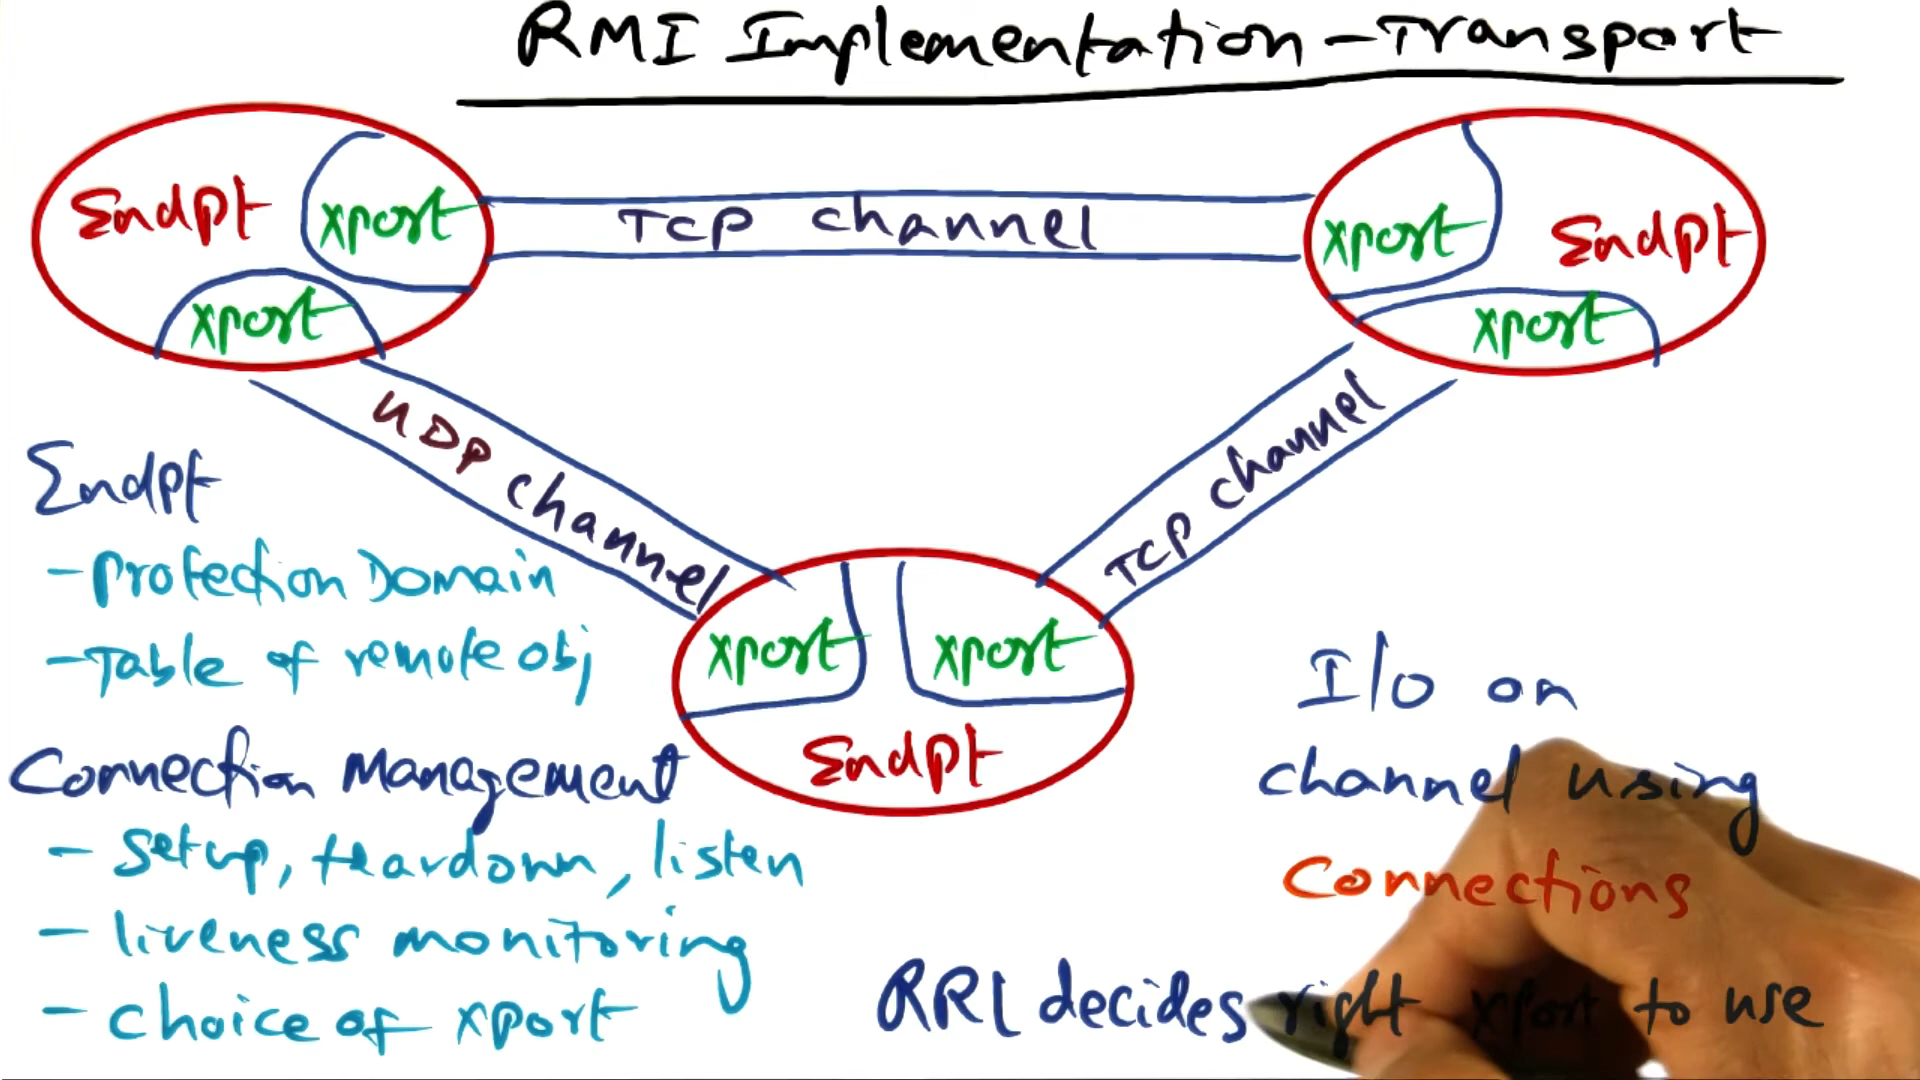 RMI Implementation - Transport
Endpt
xport
xport
TCP channel
xport
Endpt
xport
UDP channel
TCP channel
xport
xport
Endpt
Endpt
- Protection Domain
- Table of remote obj
Connection Management
- setup, teardown, listen
- liveness monitoring
- choice of xport
I/O on
channel using
Connections
RRL decides right xport to use